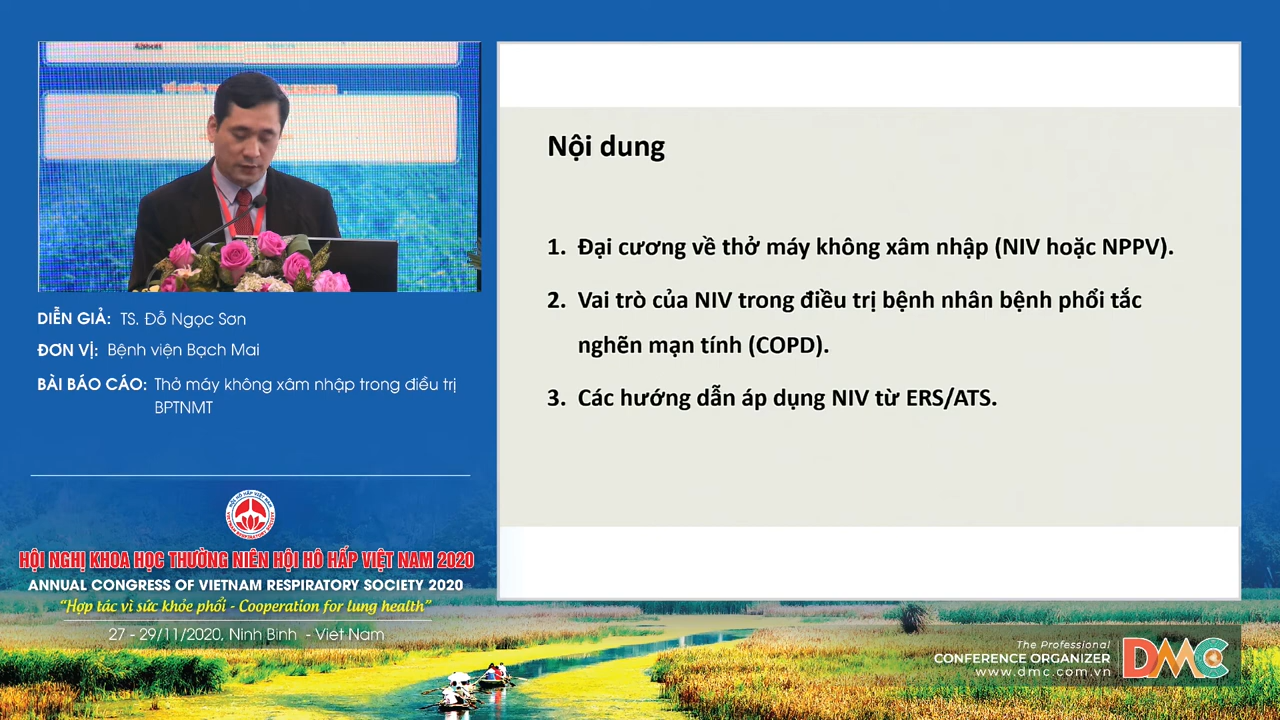 Nội dung
1. Đại cương về thở máy không xâm nhập (NIV hoặc NPPV).
2. Vai trò của NIV trong điều trị bệnh nhân bệnh phổi tắc
nghẽn mạn tính (COPD).
3. Các hướng dẫn áp dụng NIV từ ERS/ATS.
DIỄN GIẢ: TS. Đỗ Ngọc Sơn
ĐƠN VỊ: Bệnh viện Bạch Mai
BÀI BÁO CÁO: Thở máy không xâm nhập trong điều trị
BPTNMT
HỘI NGHỊ KHOA HỌC THƯỜNG NIÊN HỘI HÔ HẤP VIỆT NAM 2020
ANNUAL CONGRESS OF VIETNAM RESPIRATORY SOCIETY 2020
“Hợp tác vì sức khỏe phổi - Cooperation for lung health”
27 - 29/11/2020, Ninh Bình - Việt Nam
The Professional
CONFERENCE ORGANIZER
www.dmc.com.vn
DMC